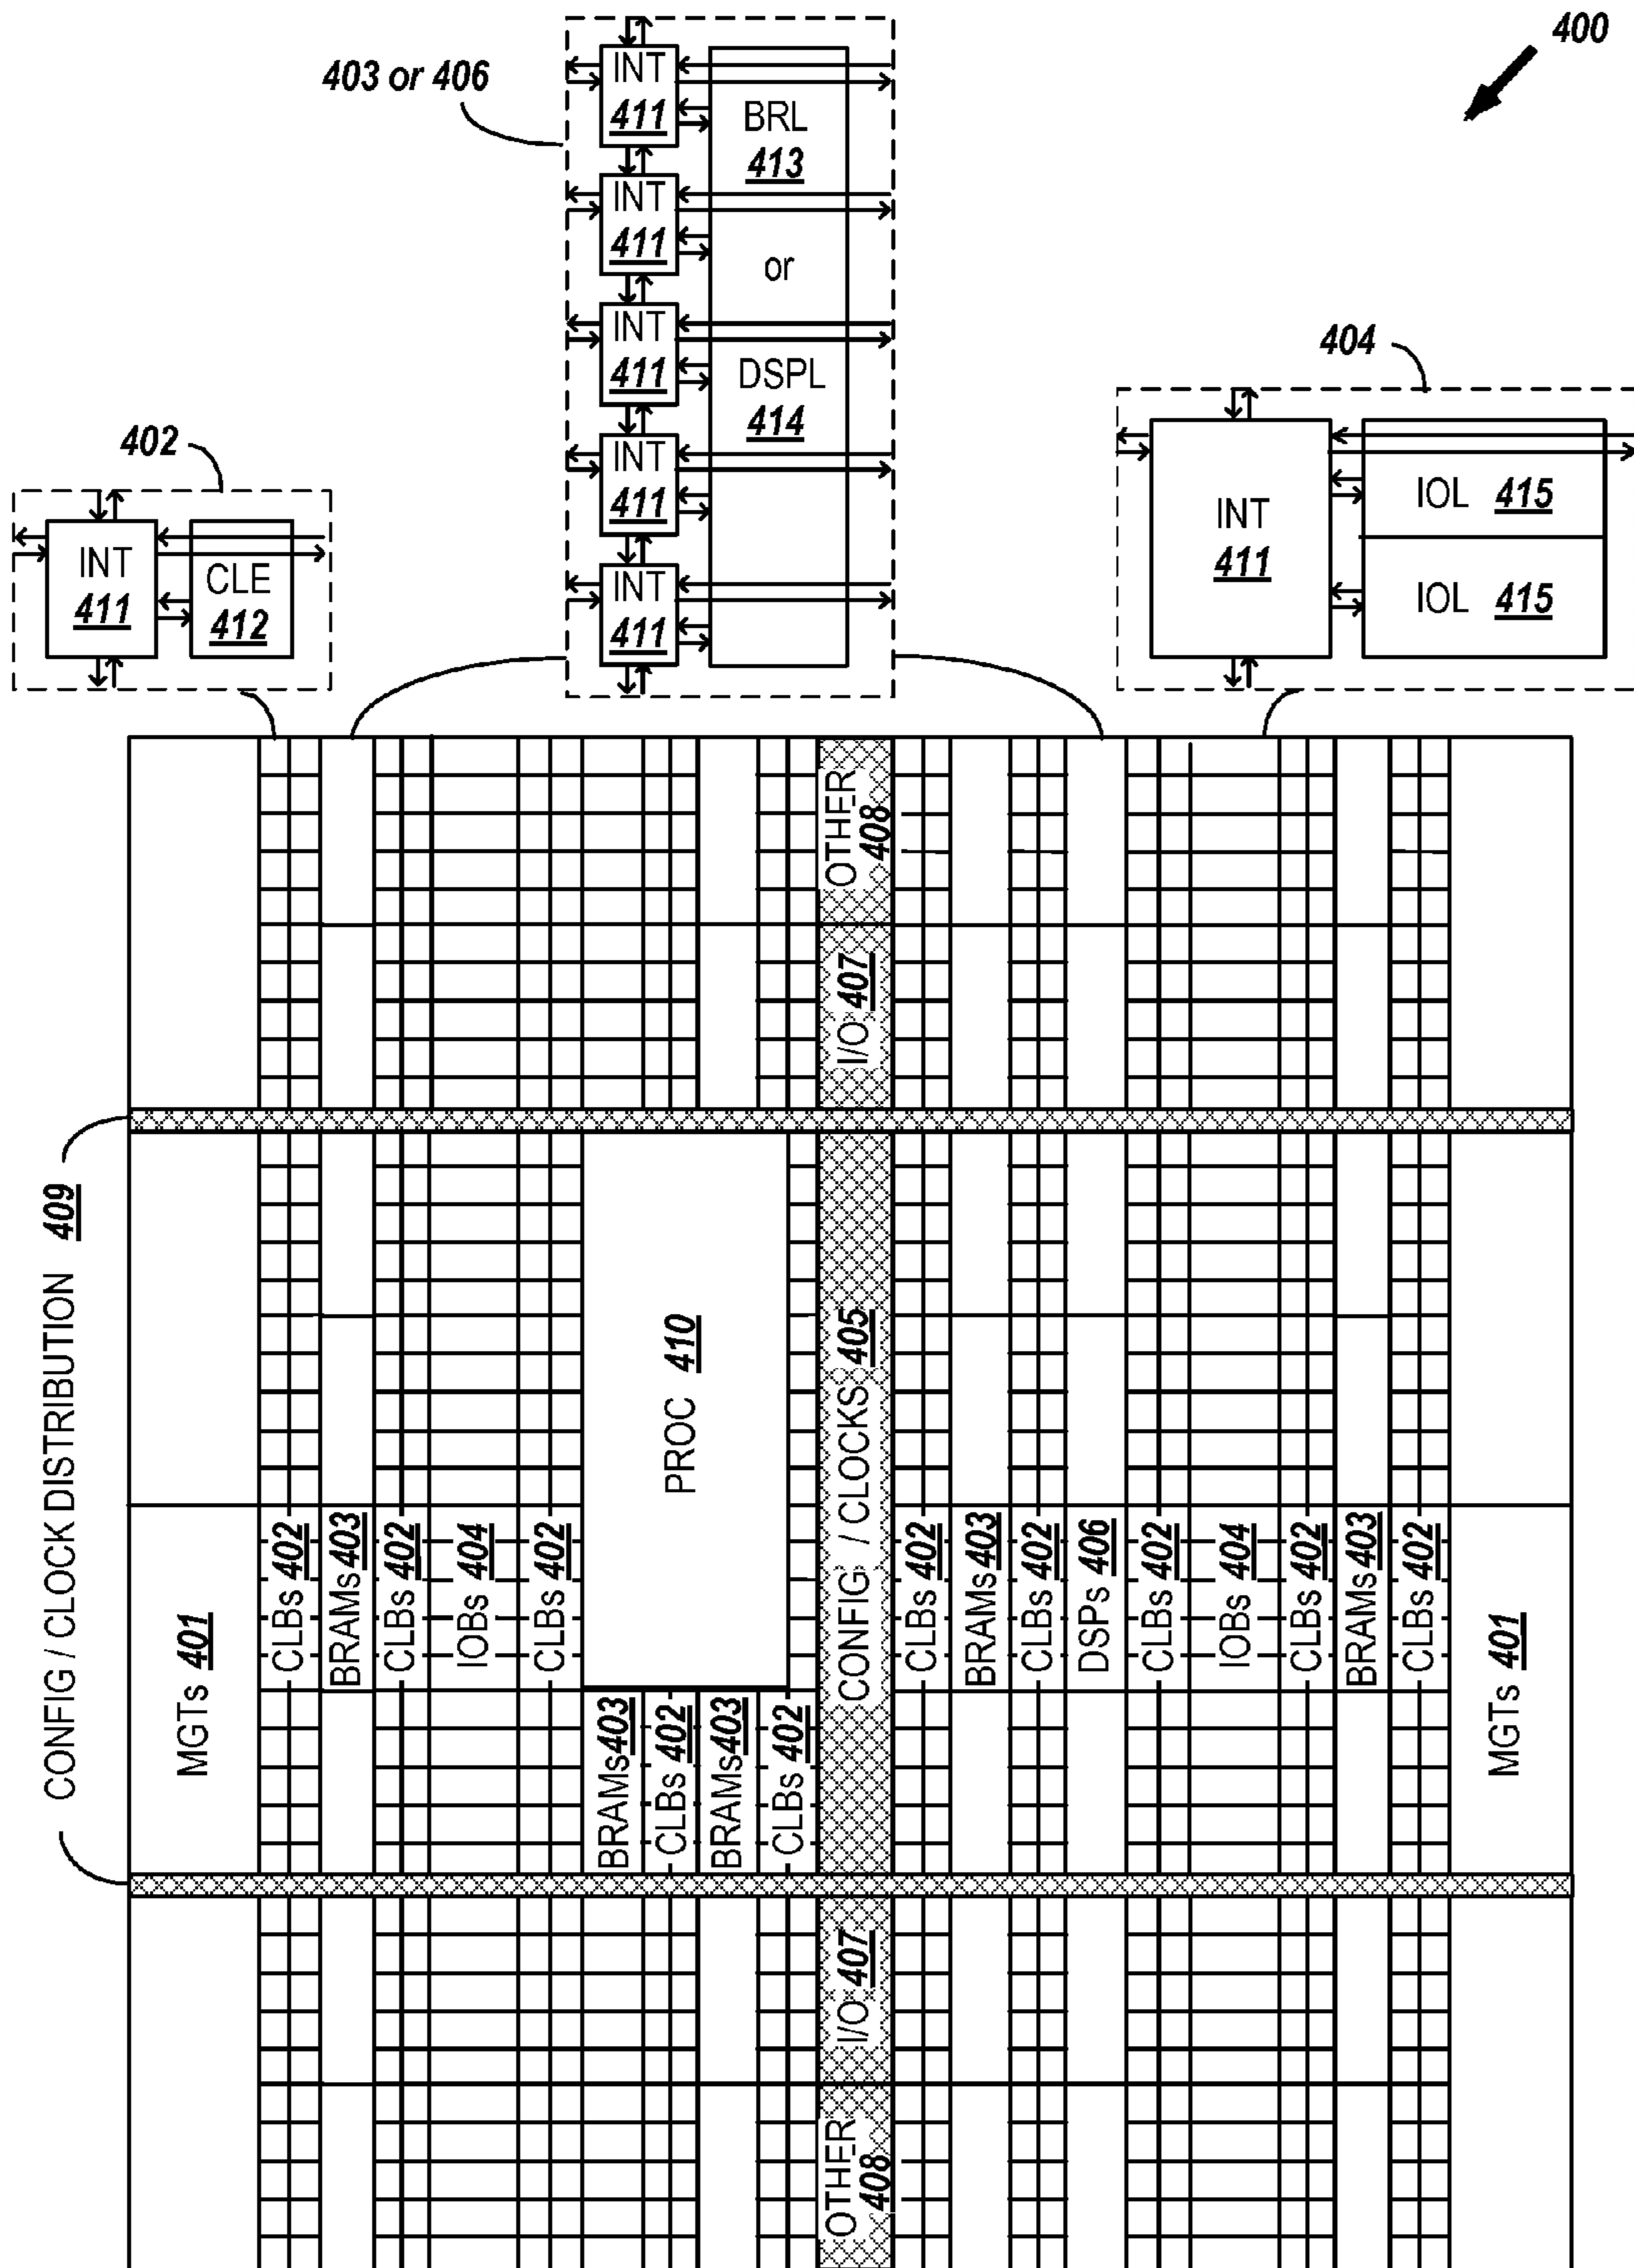 400
403 or 406
INT
411
BRL
413
INT
411
or
INT
411
DSPL
414
INT
411
INT
411
404
INT
411
IOL 415
IOL 415
402
INT
411
CLE
412
OTHER
408
I/O 407
CONFIG / CLOCK DISTRIBUTION 409
PROC 410
CONFIG / CLOCKS 405
MGTs 401
CLBs 402
BRAMs 403
CLBs 402
IOBs 404
CLBs 402
BRAMs 403
CLBs 402
BRAMs 403
CLBs 402
CLBs 402
BRAMs 403
CLBs 402
DSPs 406
CLBs 402
IOBs 404
CLBs 402
BRAMs 403
CLBs 402
MGTs 401
I/O 407
OTHER
408